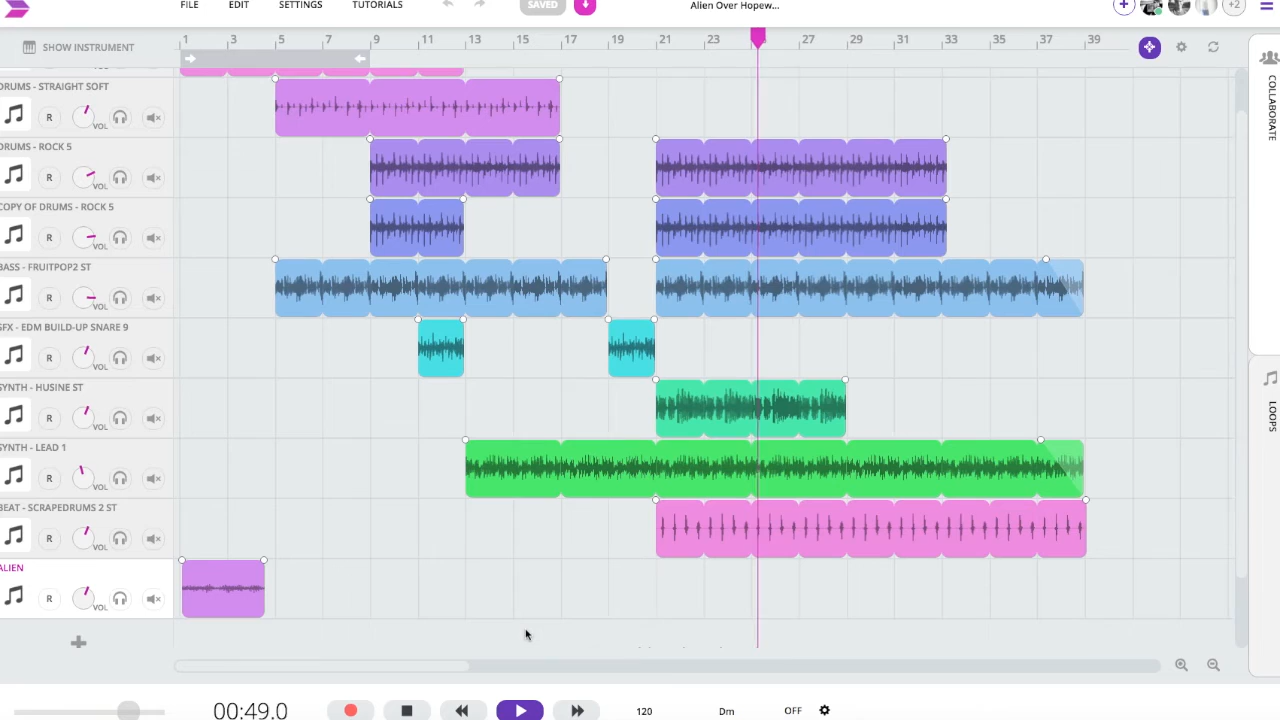 FILE EDIT SETTINGS TUTORIALS SAVED Alien Over Hopew... +2
SHOW INSTRUMENT 1 3 5 7 9 11 13 15 17 19 21 23 27 29 31 33 35 37 39
COLLABORATE
LOOPS
DRUMS - STRAIGHT SOFT
R VOL
DRUMS - ROCK 5
R VOL
COPY OF DRUMS - ROCK 5
R VOL
BASS - FRUITPOP2 ST
R VOL
SFX - EDM BUILD-UP SNARE 9
R VOL
SYNTH - HUSINE ST
R VOL
SYNTH - LEAD 1
R VOL
BEAT - SCRAPEDRUMS 2 ST
R VOL
ALIEN
R VOL
00:49.0 120 Dm OFF